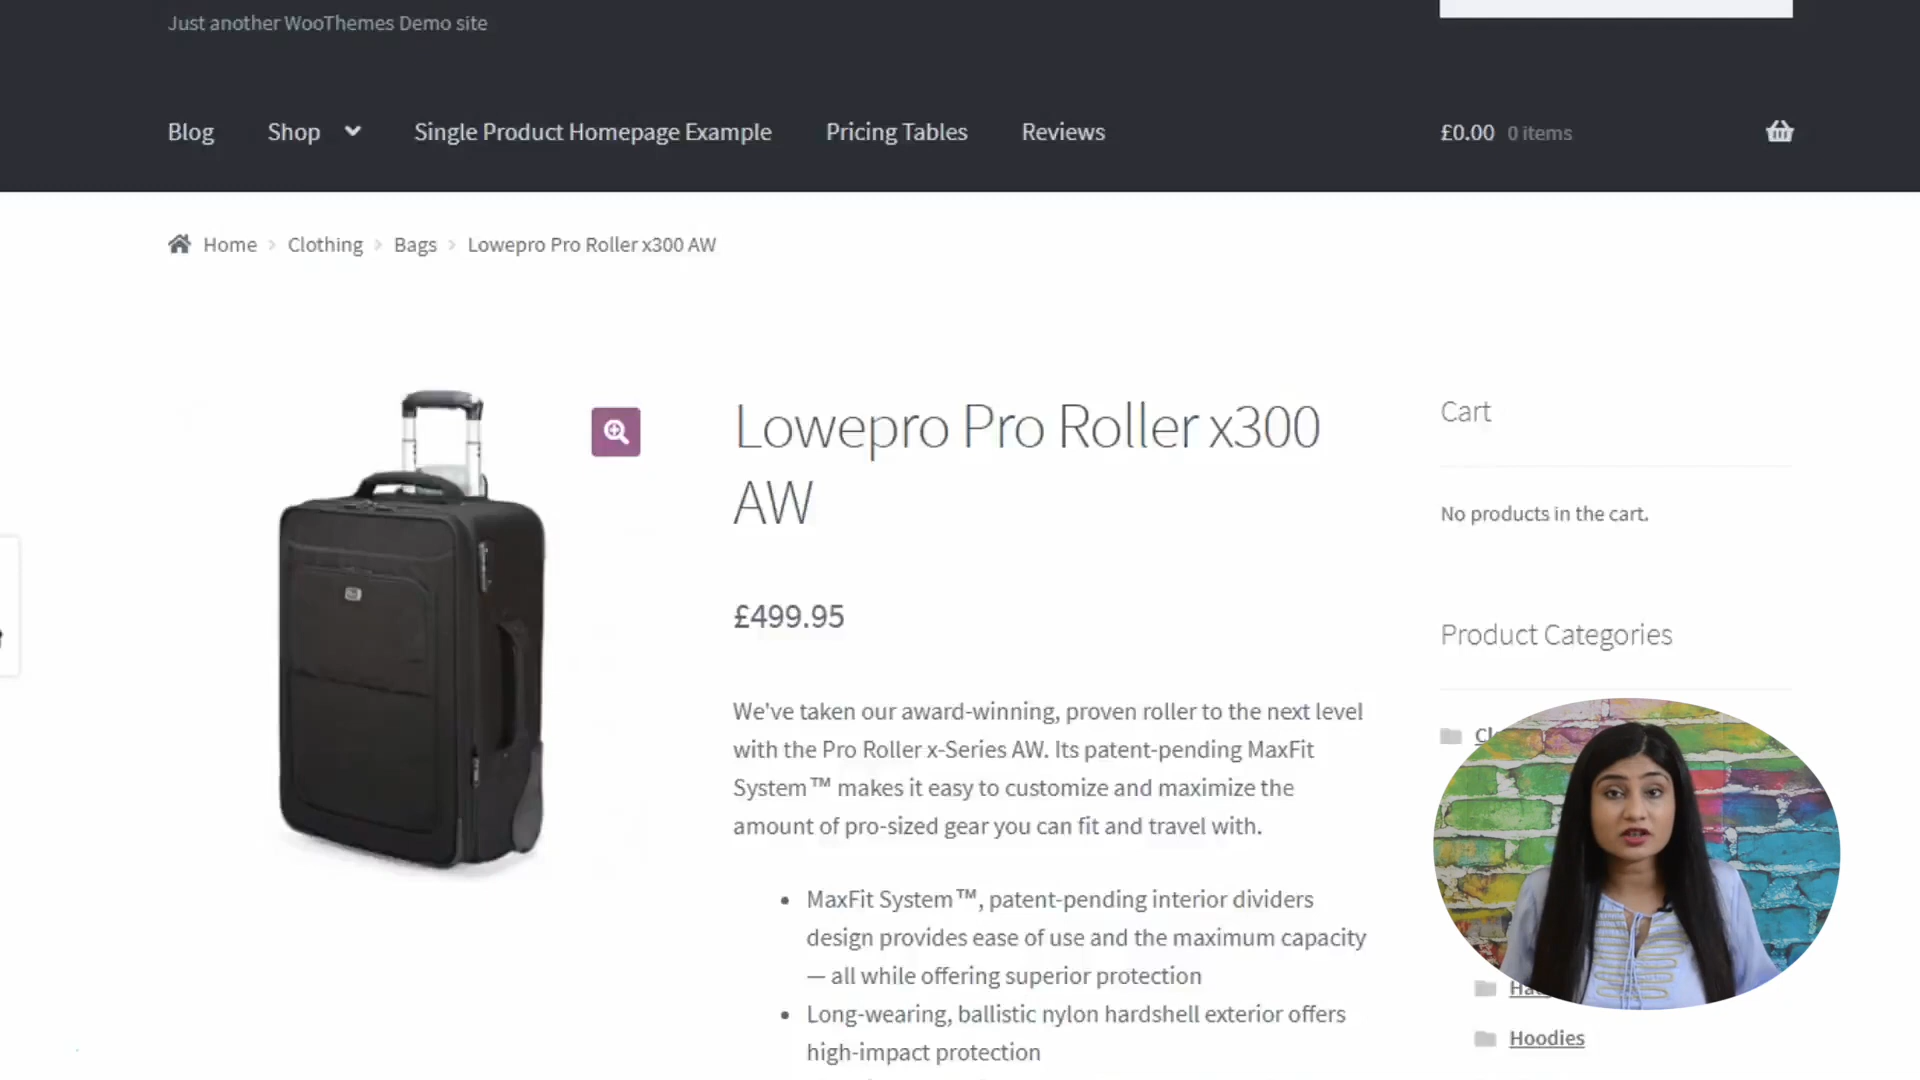 Just another WooThemes Demo site
Blog
Shop
Single Product Homepage Example
Pricing Tables
Reviews
£0.00 0 items
Home
Clothing
Bags
Lowepro Pro Roller x300 AW
Lowepro Pro Roller x300
AW
£499.95
We've taken our award-winning, proven roller to the next level
with the Pro Roller x-Series AW. Its patent-pending MaxFit
System™ makes it easy to customize and maximize the
amount of pro-sized gear you can fit and travel with.
• MaxFit System™, patent-pending interior dividers
design provides ease of use and the maximum capacity
— all while offering superior protection
• Long-wearing, ballistic nylon hardshell exterior offers
high-impact protection
Cart
No products in the cart.
Product Categories
Hoodies